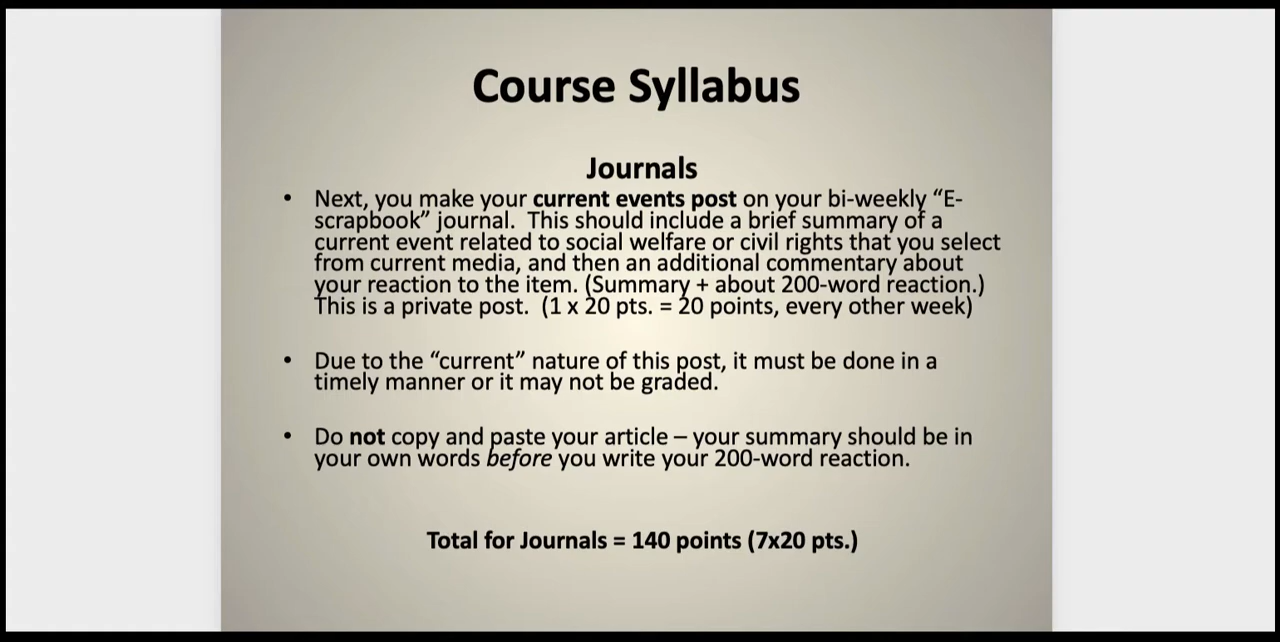 Course Syllabus
Journals
• Next, you make your current events post on your bi-weekly “E-
scrapbook” journal.  This should include a brief summary of a
current event related to social welfare or civil rights that you select
from current media, and then an additional commentary about
your reaction to the item. (Summary + about 200-word reaction.)
This is a private post.  (1 x 20 pts. = 20 points, every other week)
• Due to the “current” nature of this post, it must be done in a
timely manner or it may not be graded.
• Do not copy and paste your article – your summary should be in
your own words before you write your 200-word reaction.
Total for Journals = 140 points (7x20 pts.)